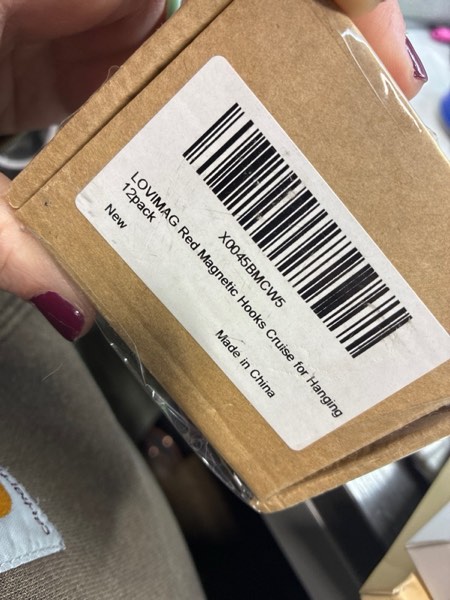 X0045BMCW5
LOVIMAG Red Magnetic Hooks Cruise for Hanging
12pack
New
Made in China